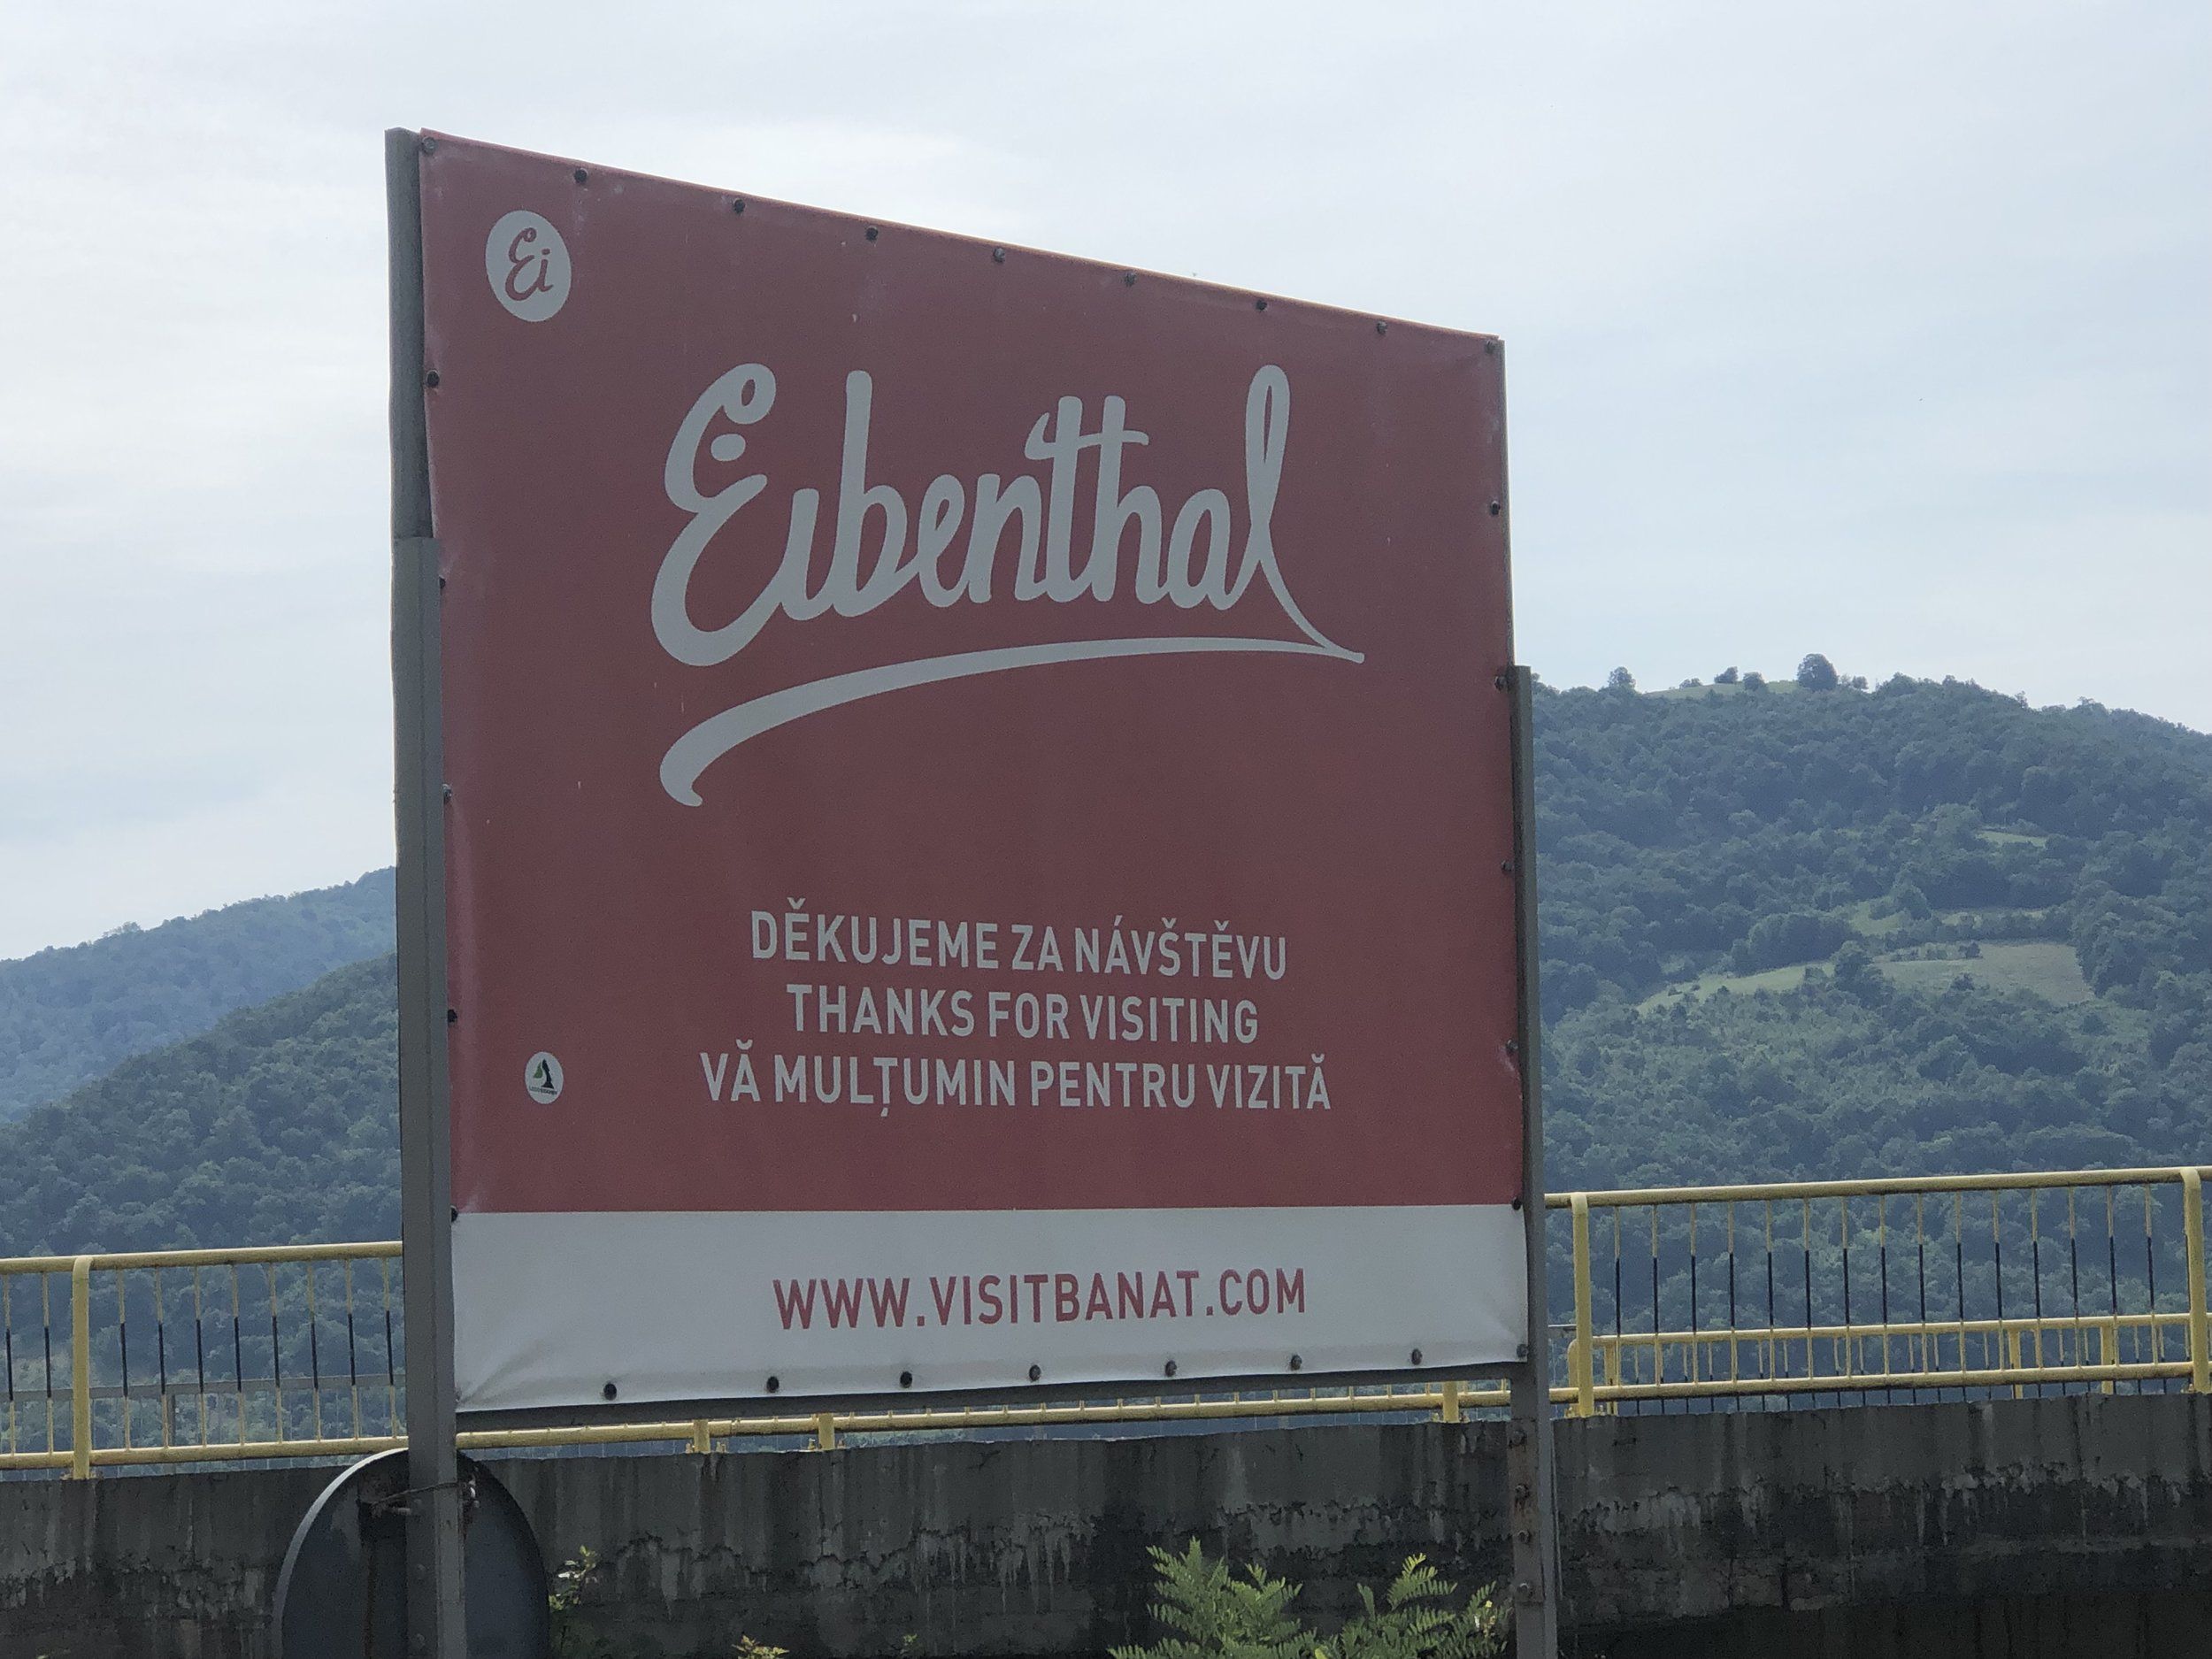 Ei
Eibenthal
DĚKUJEME ZA NÁVŠTĚVU
THANKS FOR VISITING
VĂ MULȚUMIN PENTRU VIZITĂ
WWW.VISITBANAT.COM